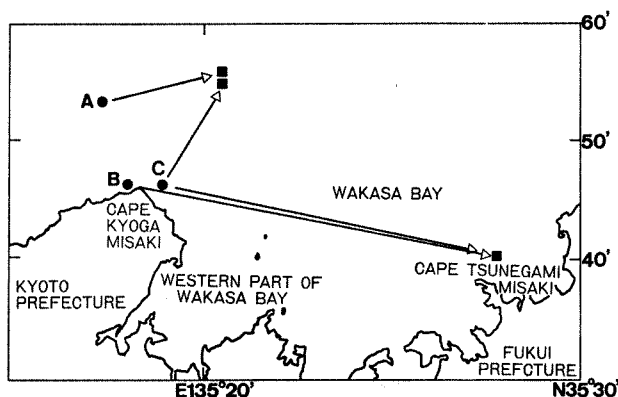 60'
A
50'
B
C
WAKASA BAY
CAPE
KYOGA
MISAKI
40'
CAPE TSUNEGAMI
MISAKI
WESTERN PART OF
WAKASA BAY
KYOTO
PREFECTURE
FUKUI
PREFCTURE
E135°20'
N35°30'